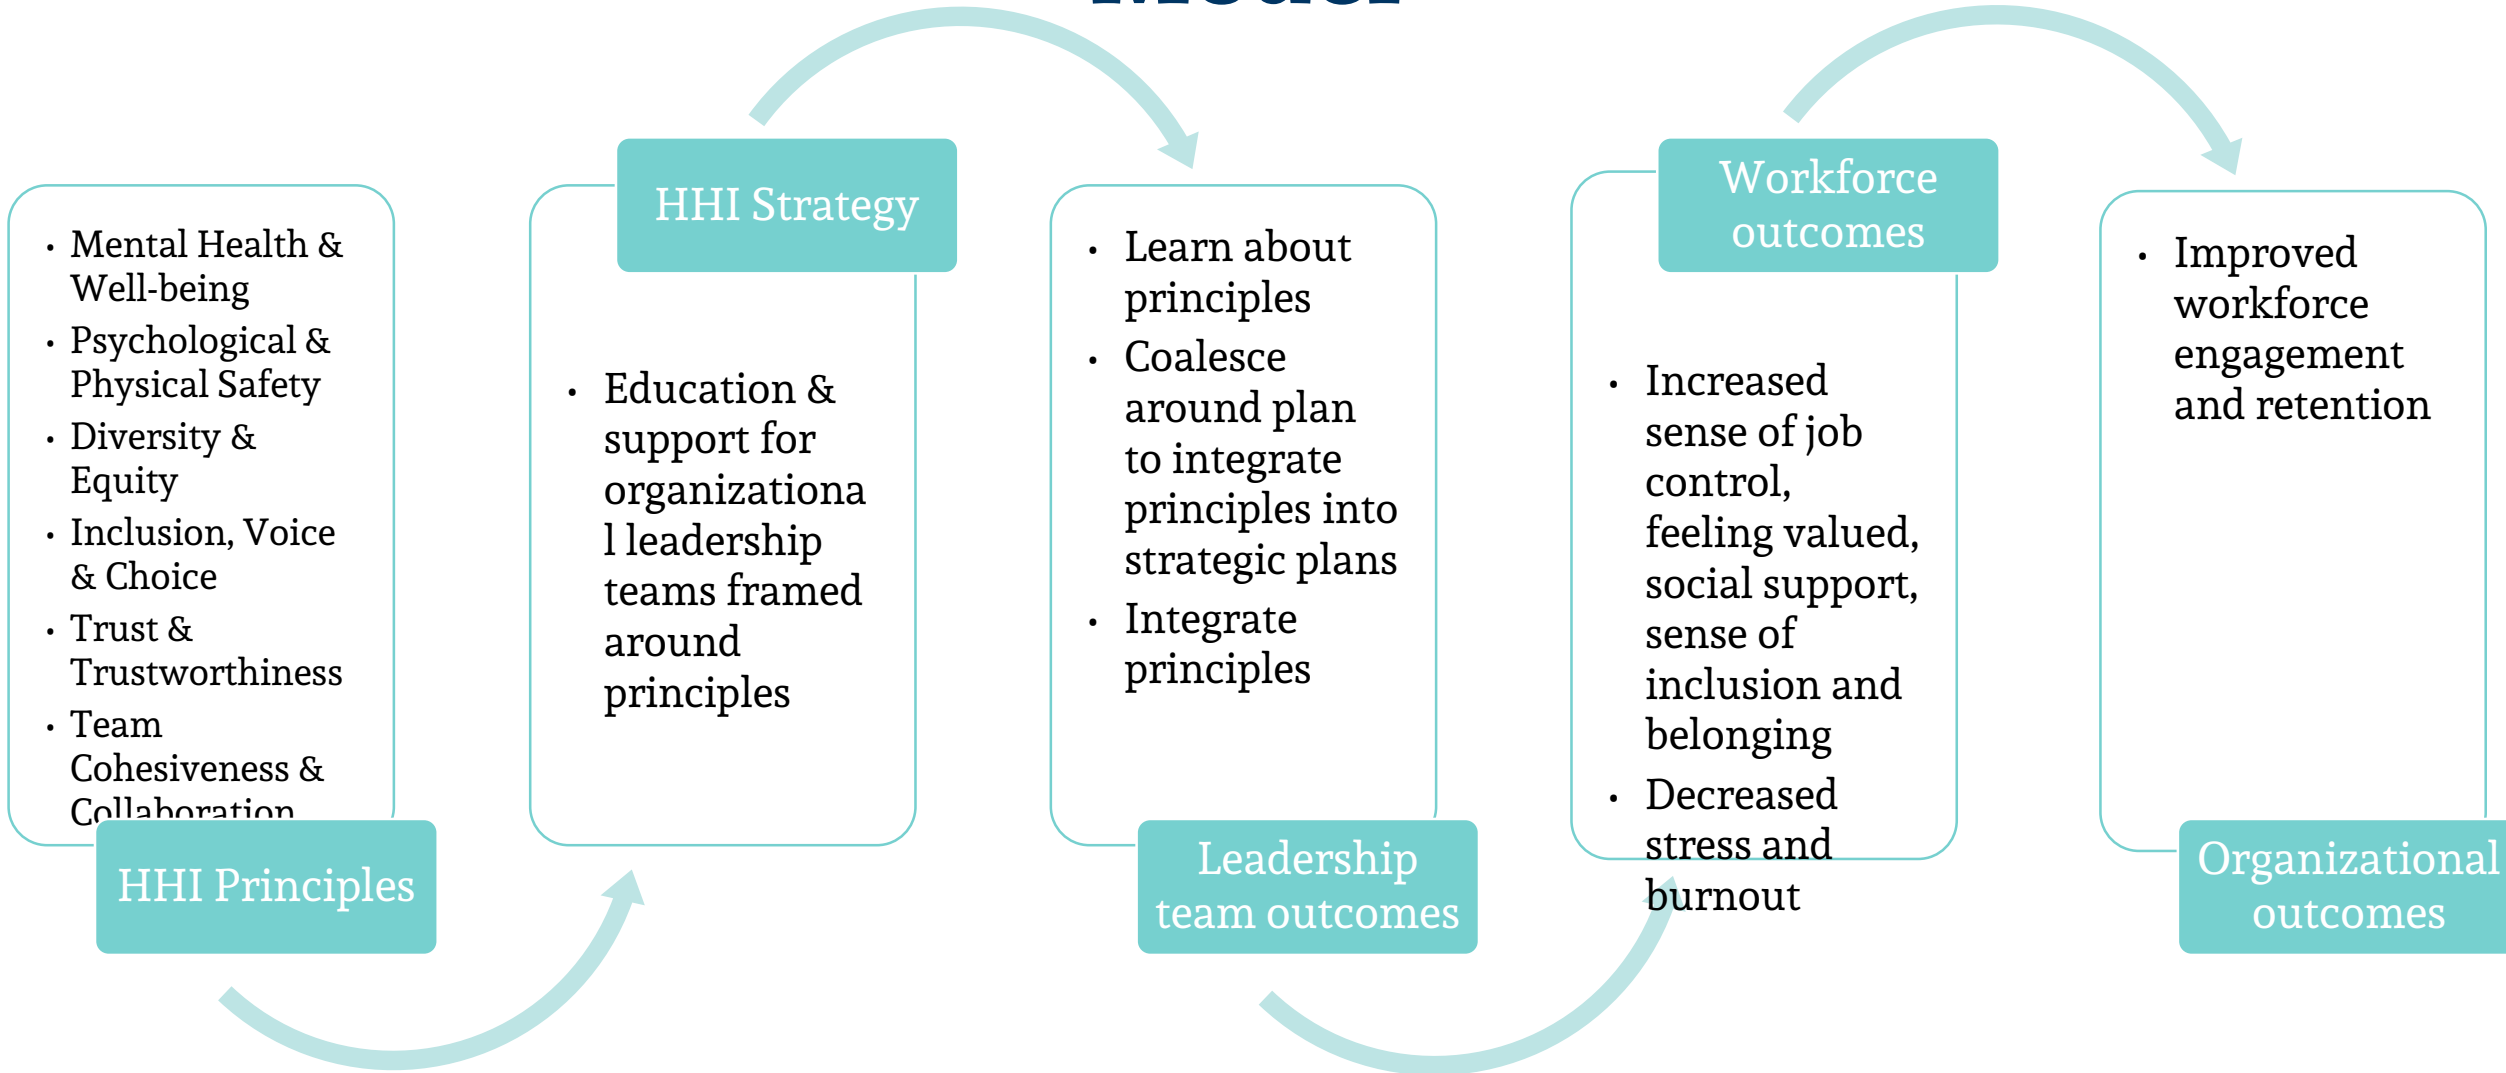 Model
• Mental Health &
Well-being
• Psychological &
Physical Safety
• Diversity &
Equity
• Inclusion, Voice
& Choice
• Trust &
Trustworthiness
• Team
Cohesiveness &
Collaboration
HHI Principles
HHI Strategy
• Education &
support for
organizationa
l leadership
teams framed
around
principles
• Learn about
principles
• Coalesce
around plan
to integrate
principles into
strategic plans
• Integrate
principles
Leadership
team outcomes
Workforce
outcomes
• Increased
sense of job
control,
feeling valued,
social support,
sense of
inclusion and
belonging
• Decreased
stress and
burnout
• Improved
workforce
engagement
and retention
Organizational
outcomes